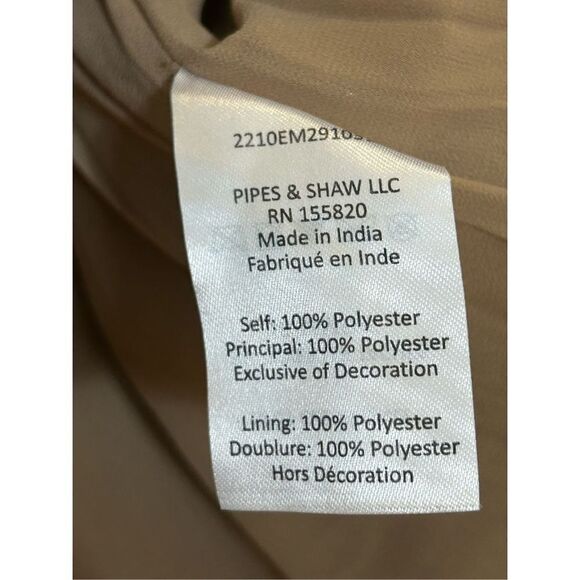 PIPES & SHAW LLC
RN 155820
Made in India
Fabriqué en Inde
Self: 100% Polyester
Principal: 100% Polyester
Exclusive of Decoration
Lining: 100% Polyester
Doublure: 100% Polyester
Hors Décoration